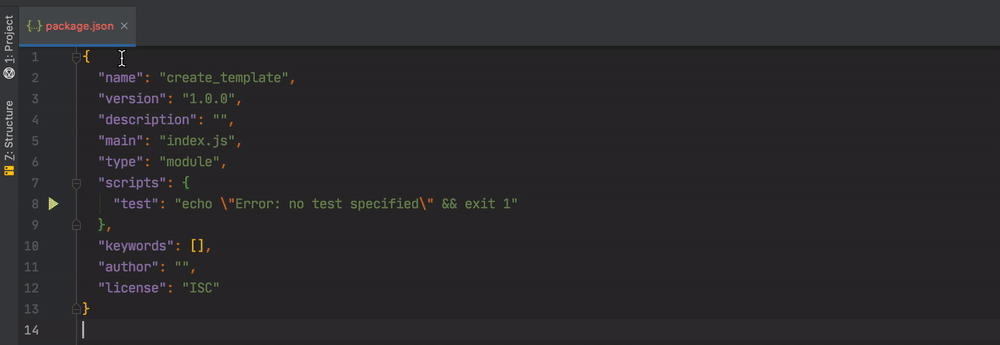 {..} package.json ×
1: Project
Z: Structure
1 {
2 "name": "create_template",
3 "version": "1.0.0",
4 "description": "",
5 "main": "index.js",
6 "type": "module",
7 "scripts": {
8 "test": "echo \"Error: no test specified\" && exit 1"
9 },
10 "keywords": [],
11 "author": "",
12 "license": "ISC"
13 }
14